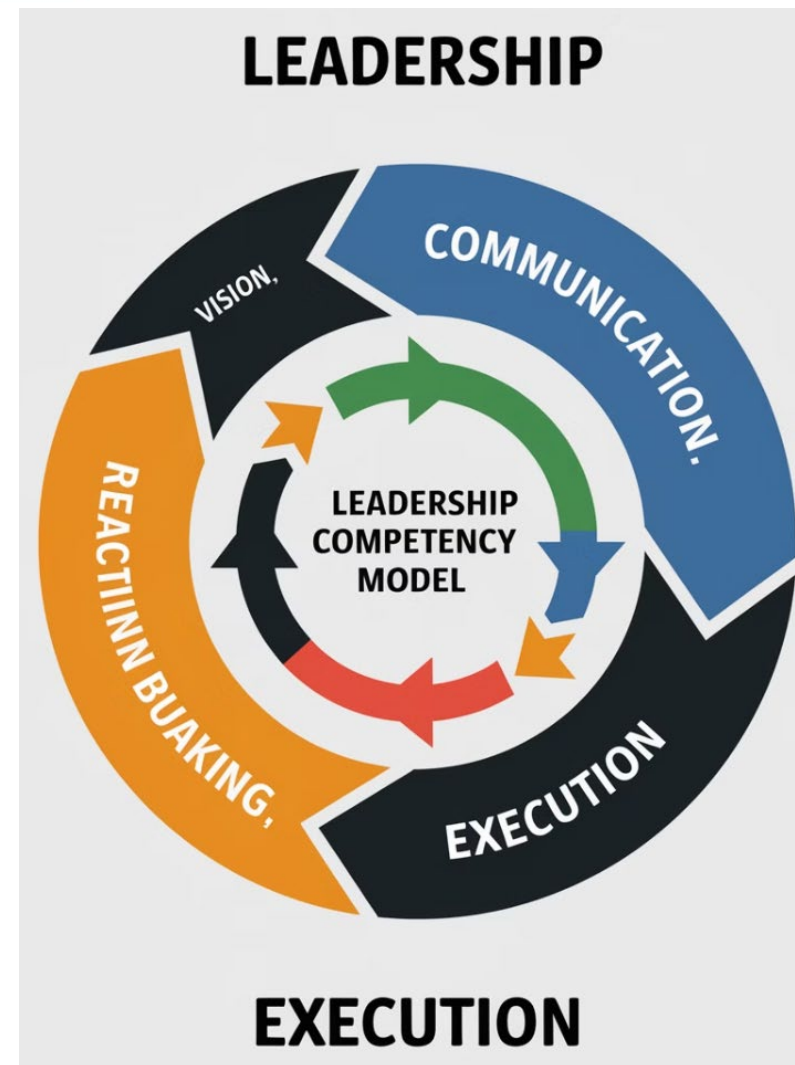 LEADERSHIP
VISION,
COMMUNICATION.
REACTIINN BUAKING,
LEADERSHIP
COMPETENCY
MODEL
EXECUTION
EXECUTION